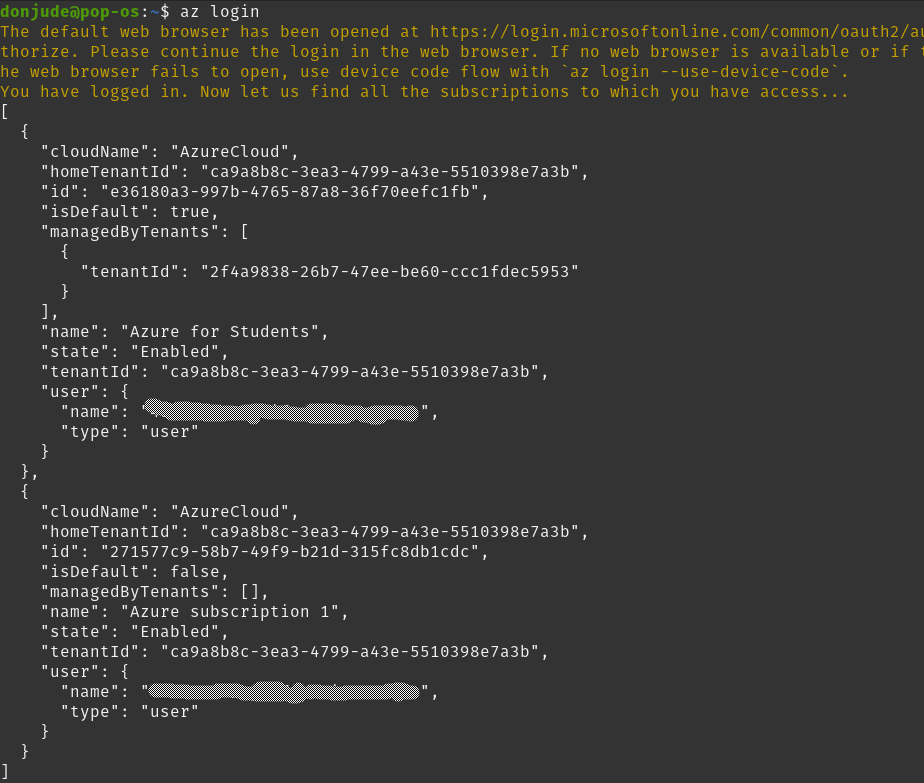 donjude@pop-os:~$ az login
The default web browser has been opened at https://login.microsoftonline.com/common/oauth2/au
thorize. Please continue the login in the web browser. If no web browser is available or if t
he web browser fails to open, use device code flow with `az login --use-device-code`.
You have logged in. Now let us find all the subscriptions to which you have access...
[
  {
    "cloudName": "AzureCloud",
    "homeTenantId": "ca9a8b8c-3ea3-4799-a43e-5510398e7a3b",
    "id": "e36180a3-997b-4765-87a8-36f70eefc1fb",
    "isDefault": true,
    "managedByTenants": [
      {
        "tenantId": "2f4a9838-26b7-47ee-be60-ccc1fdec5953"
      }
    ],
    "name": "Azure for Students",
    "state": "Enabled",
    "tenantId": "ca9a8b8c-3ea3-4799-a43e-5510398e7a3b",
    "user": {
      "name": "",
      "type": "user"
    }
  },
  {
    "cloudName": "AzureCloud",
    "homeTenantId": "ca9a8b8c-3ea3-4799-a43e-5510398e7a3b",
    "id": "271577c9-58b7-49f9-b21d-315fc8db1cdc",
    "isDefault": false,
    "managedByTenants": [],
    "name": "Azure subscription 1",
    "state": "Enabled",
    "tenantId": "ca9a8b8c-3ea3-4799-a43e-5510398e7a3b",
    "user": {
      "name": "",
      "type": "user"
    }
  }
]